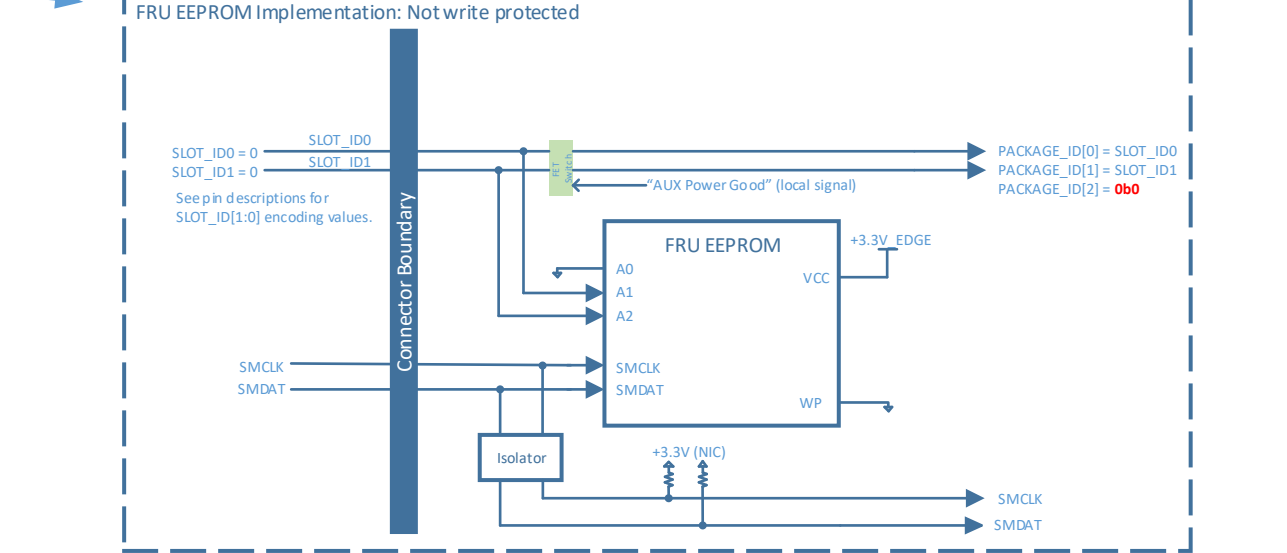 FRU EEPROM Implementation: Not write protected
SLOT_ID0
SLOT_ID0 = 0
SLOT_ID1
SLOT_ID1 = 0
See pin descriptions for
SLOT_ID[1:0] encoding values.
Connector Boundary
FET
Switch
"AUX Power Good" (local signal)
PACKAGE_ID[0] = SLOT_ID0
PACKAGE_ID[1] = SLOT_ID1
PACKAGE_ID[2] = 0b0
FRU EEPROM
+3.3V_EDGE
A0
VCC
A1
A2
SMCLK
SMCLK
SMDAT
SMDAT
WP
Isolator
+3.3V (NIC)
SMCLK
SMDAT